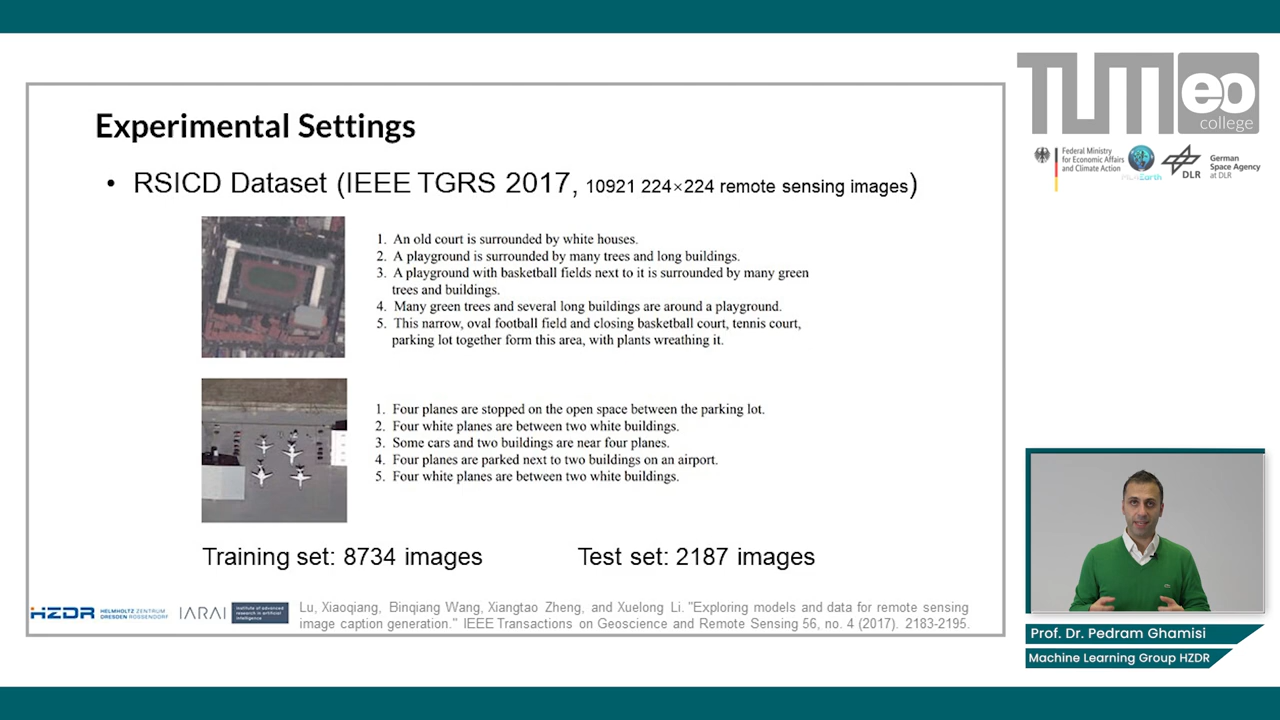 Experimental Settings
• RSICD Dataset (IEEE TGRS 2017, 10921 224×224 remote sensing images)
1. An old court is surrounded by white houses.
2. A playground is surrounded by many trees and long buildings.
3. A playground with basketball fields next to it is surrounded by many green
trees and buildings.
4. Many green trees and several long buildings are around a playground.
5. This narrow, oval football field and closing basketball court, tennis court,
parking lot together form this area, with plants wreathing it.
1. Four planes are stopped on the open space between the parking lot.
2. Four white planes are between two white buildings.
3. Some cars and two buildings are near four planes.
4. Four planes are parked next to two buildings on an airport.
5. Four white planes are between two white buildings.
Training set: 8734 images
Test set: 2187 images
HZDR
HELMHOLTZ ZENTRUM
DRESDEN ROSSENDORF
IARAI
Institute of advanced
research in artificial
intelligence
Lu, Xiaoqiang, Binqiang Wang, Xiangtao Zheng, and Xuelong Li. "Exploring models and data for remote sensing
image caption generation." IEEE Transactions on Geoscience and Remote Sensing 56, no. 4 (2017). 2183-2195.
TUM
eo
college
Federal Ministry
for Economic Affairs
and Climate Action
DLR
German
Space Agency
at DLR
Prof. Dr. Pedram Ghamisi
Machine Learning Group HZDR